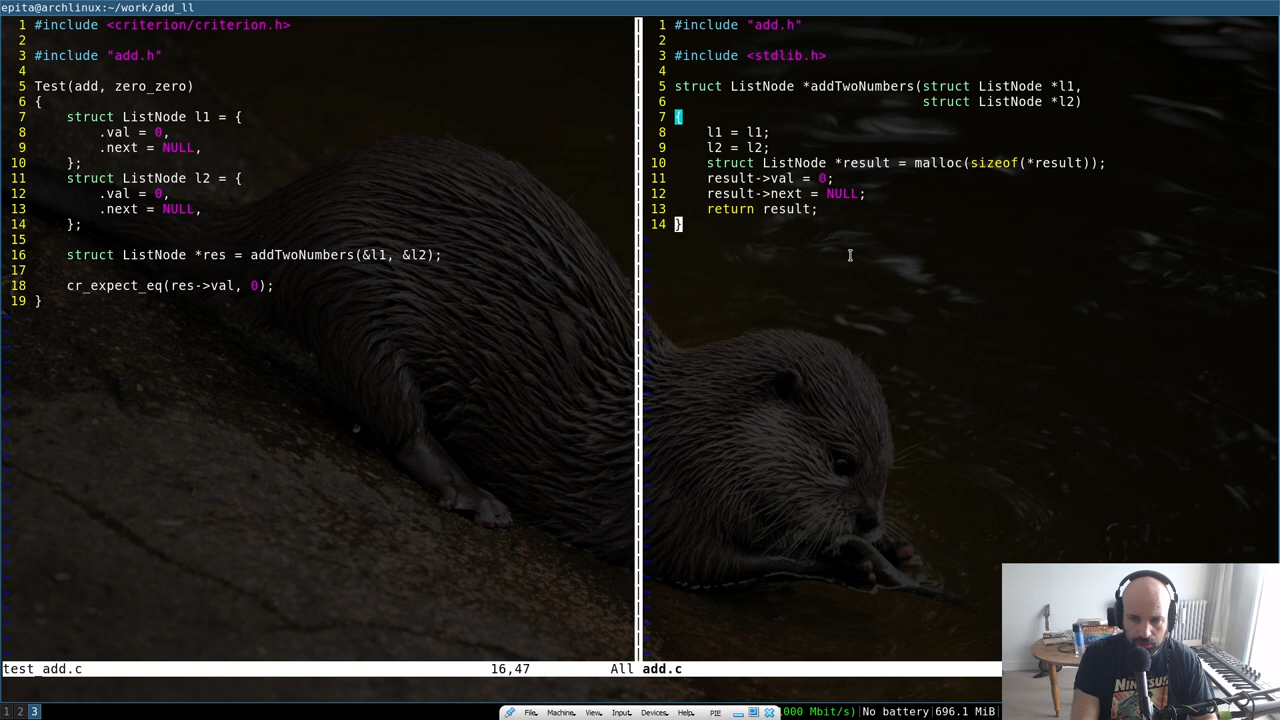 epita@archlinux:~/work/add_ll
1 #include <criterion/criterion.h>
2
3 #include "add.h"
4
5 Test(add, zero_zero)
6 {
7     struct ListNode l1 = {
8         .val = 0,
9         .next = NULL,
10     };
11     struct ListNode l2 = {
12         .val = 0,
13         .next = NULL,
14     };
15
16     struct ListNode *res = addTwoNumbers(&l1, &l2);
17
18     cr_expect_eq(res->val, 0);
19 }
test_add.c 16,47 All
1 #include "add.h"
2
3 #include <stdlib.h>
4
5 struct ListNode *addTwoNumbers(struct ListNode *l1,
6                                struct ListNode *l2)
7 {
8     l1 = l1;
9     l2 = l2;
10     struct ListNode *result = malloc(sizeof(*result));
11     result->val = 0;
12     result->next = NULL;
13     return result;
14 }
add.c
1 2 3
File Machine View Input Devices Help PIE
000 Mbit/s)|No battery|696.1 MiB